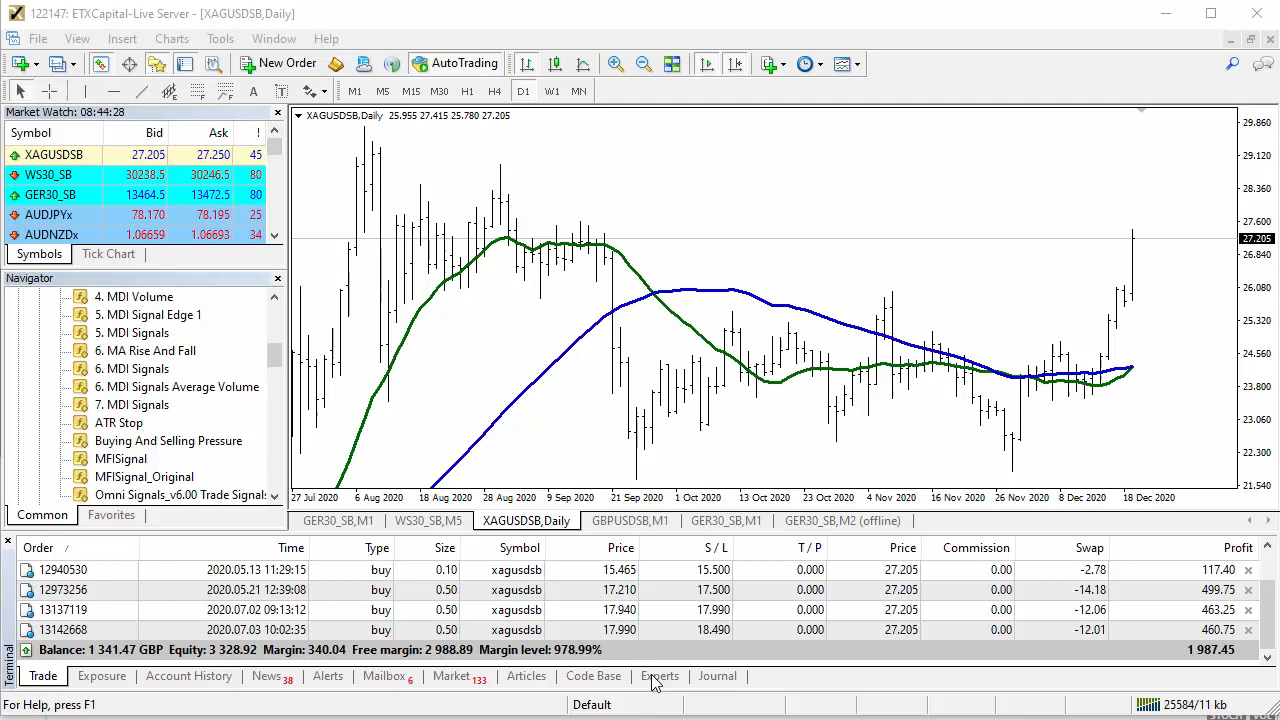 122147: ETXCapital-Live Server - [XAGUSDSB,Daily]
File View Insert Charts Tools Window Help
New Order AutoTrading
A T M1 M5 M15 M30 H1 H4 D1 W1 MN
Market Watch: 08:44:28
Symbol Bid Ask !
XAGUSDSB 27.205 27.250 45
WS30_SB 30238.5 30246.5 80
GER30_SB 13464.5 13472.5 80
AUDJPYx 78.170 78.195 25
AUDNZDx 1.06659 1.06693 34
Symbols Tick Chart
Navigator
4. MDI Volume
5. MDI Signal Edge 1
5. MDI Signals
6. MA Rise And Fall
6. MDI Signals
6. MDI Signals Average Volume
7. MDI Signals
ATR Stop
Buying And Selling Pressure
MFISignal
MFISignal_Original
Omni Signals_v6.00 Trade Signals
Common Favorites
XAGUSDSB,Daily 25.955 27.415 25.780 27.205
29.860
29.120
28.360
27.600
27.205
26.840
26.080
25.320
24.560
23.800
23.060
22.300
21.540
27 Jul 2020 6 Aug 2020 18 Aug 2020 28 Aug 2020 9 Sep 2020 21 Sep 2020 1 Oct 2020 13 Oct 2020 23 Oct 2020 4 Nov 2020 16 Nov 2020 26 Nov 2020 8 Dec 2020 18 Dec 2020
GER30_SB,M1 WS30_SB,M5 XAGUSDSB,Daily GBPUSDSB,M1 GER30_SB,M1 GER30_SB,M2 (offline)
Order / Time Type Size Symbol Price S / L T / P Price Commission Swap Profit
12940530 2020.05.13 11:29:15 buy 0.10 xagusdsb 15.465 15.500 0.000 27.205 0.00 -2.78 117.40
12973256 2020.05.21 12:39:08 buy 0.50 xagusdsb 17.210 17.500 0.000 27.205 0.00 -14.18 499.75
13137119 2020.07.02 09:13:12 buy 0.50 xagusdsb 17.940 17.990 0.000 27.205 0.00 -12.06 463.25
13142668 2020.07.03 10:02:35 buy 0.50 xagusdsb 17.990 18.490 0.000 27.205 0.00 -12.01 460.75
Balance: 1 341.47 GBP Equity: 3 328.92 Margin: 340.04 Free margin: 2 988.89 Margin level: 978.99% 1 987.45
Terminal
Trade Exposure Account History News 38 Alerts Mailbox 6 Market 133 Articles Code Base Experts Journal
For Help, press F1 Default 25584/11 kb